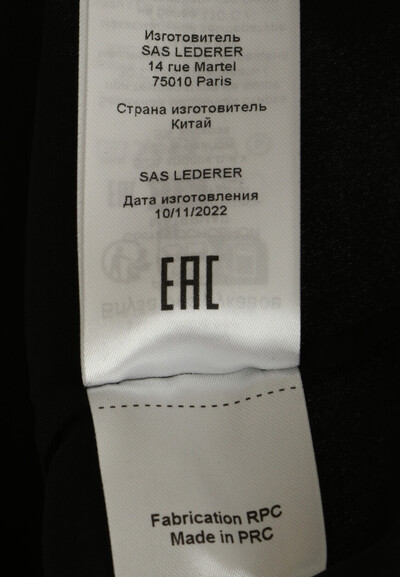 Изготовитель
SAS LEDERER
14 rue Martel
75010 Paris
Страна изготовитель
Китай
SAS LEDERER
Дата изготовления
10/11/2022
EAC
Fabrication RPC
Made in PRC